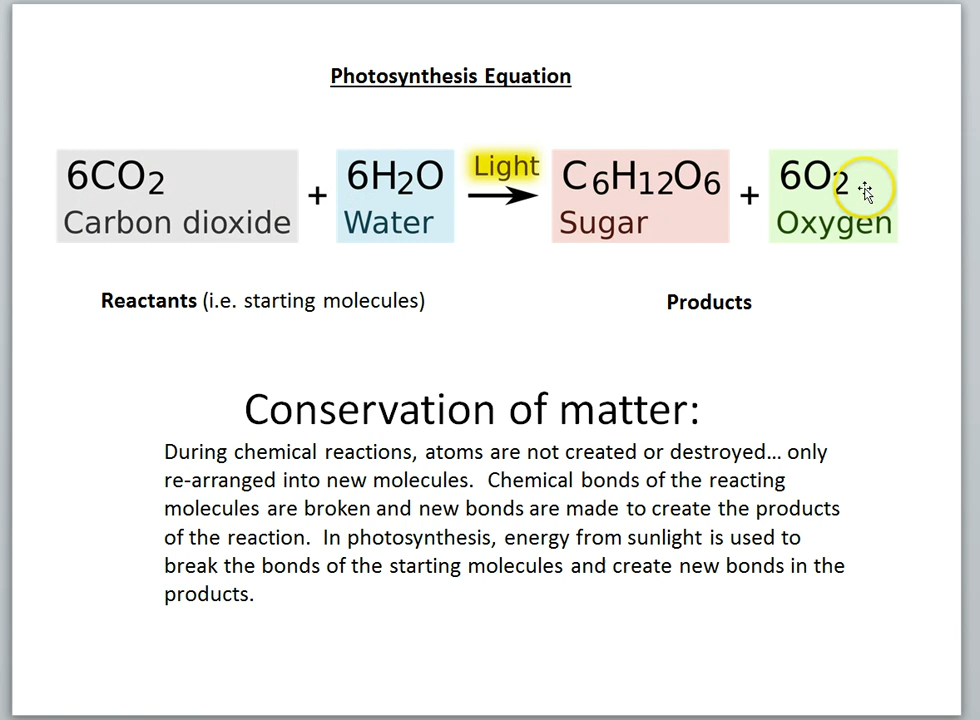 Photosynthesis Equation
6CO2 + 6H2O Light C6H12O6 + 6O2
Carbon dioxide Water Sugar Oxygen
Reactants (i.e. starting molecules) Products
Conservation of matter:
During chemical reactions, atoms are not created or destroyed... only
re-arranged into new molecules. Chemical bonds of the reacting
molecules are broken and new bonds are made to create the products
of the reaction. In photosynthesis, energy from sunlight is used to
break the bonds of the starting molecules and create new bonds in the
products.